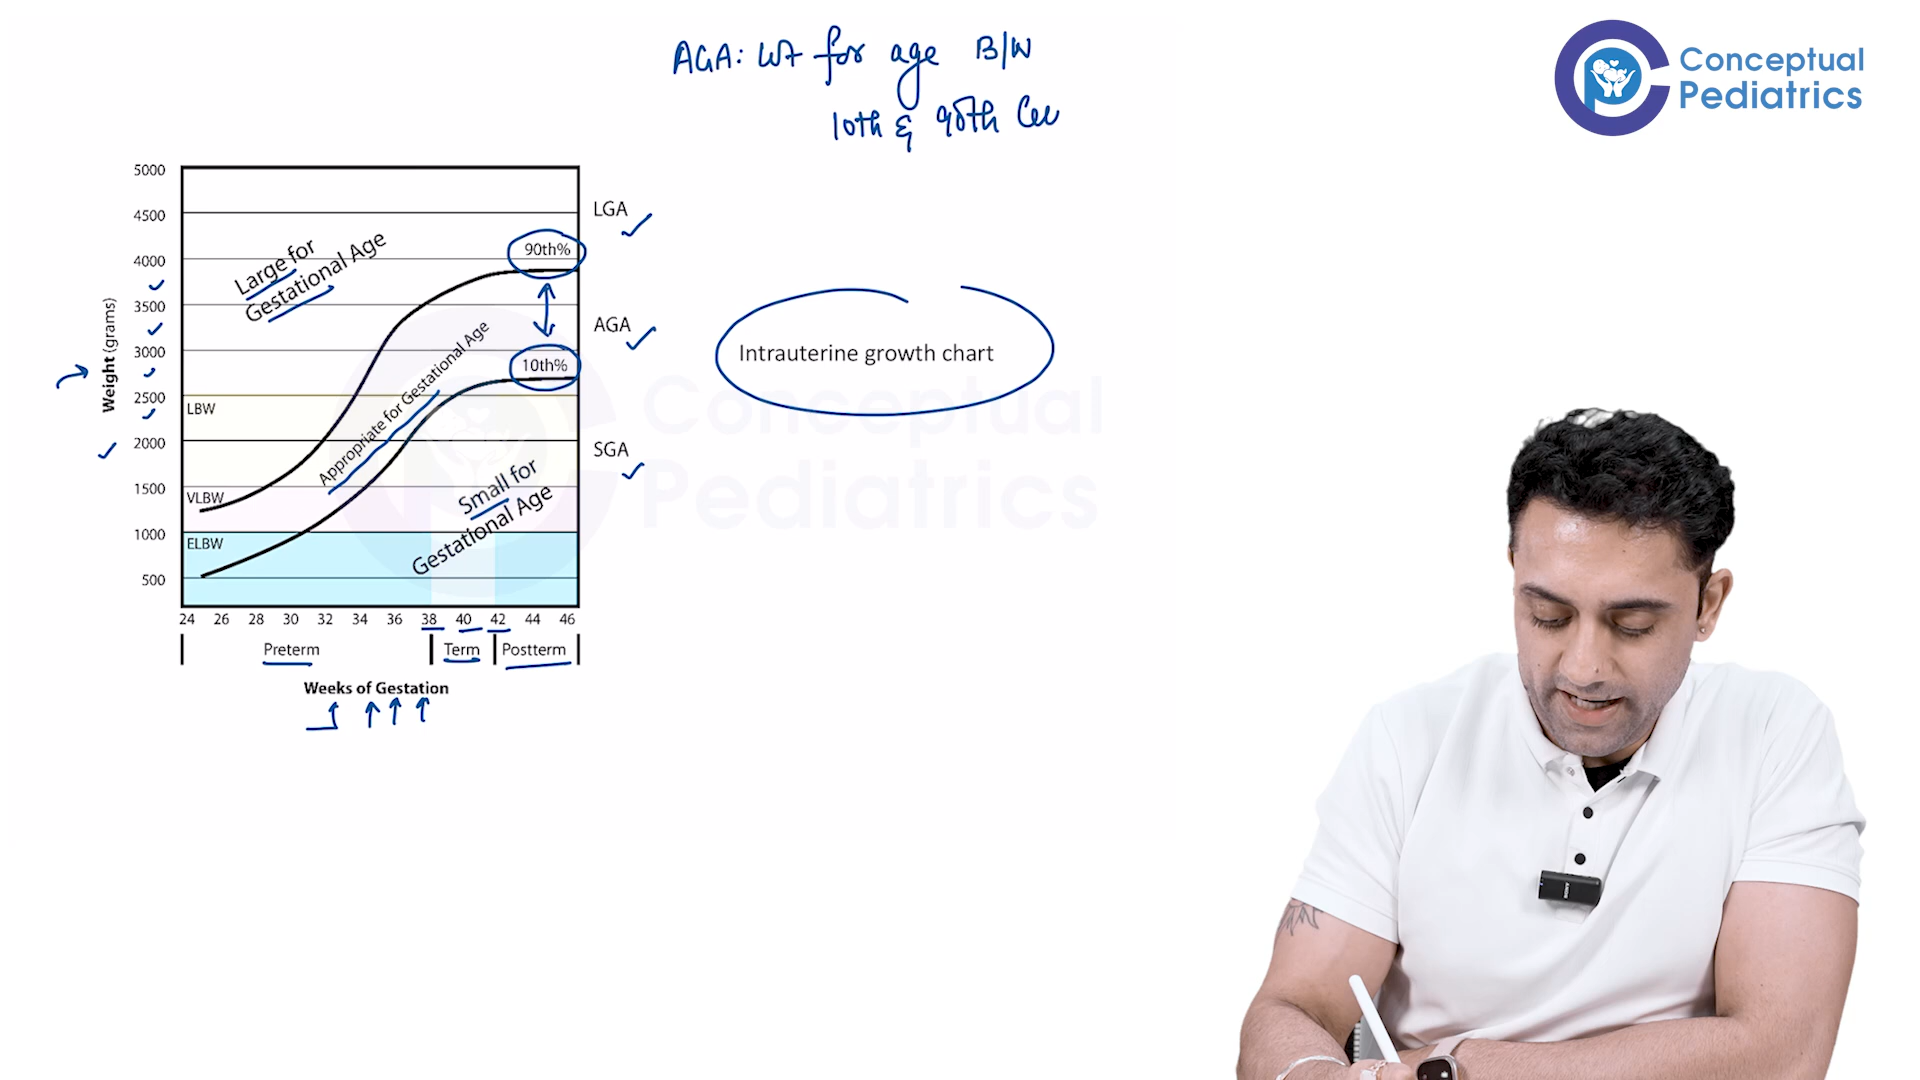 AGA: Wt for age B/W
10th & 90th Cen
Conceptual
Pediatrics
5000
4500
4000
3500
3000
2500
2000
1500
1000
500
Weight (grams)
Large for
Gestational Age
Appropriate for Gestational Age
Small for
Gestational Age
90th%
10th%
LBW
VLBW
ELBW
LGA
AGA
SGA
Intrauterine growth chart
Conceptual
Pediatrics
24 26 28 30 32 34 36 38 40 42 44 46
Preterm Term Postterm
Weeks of Gestation